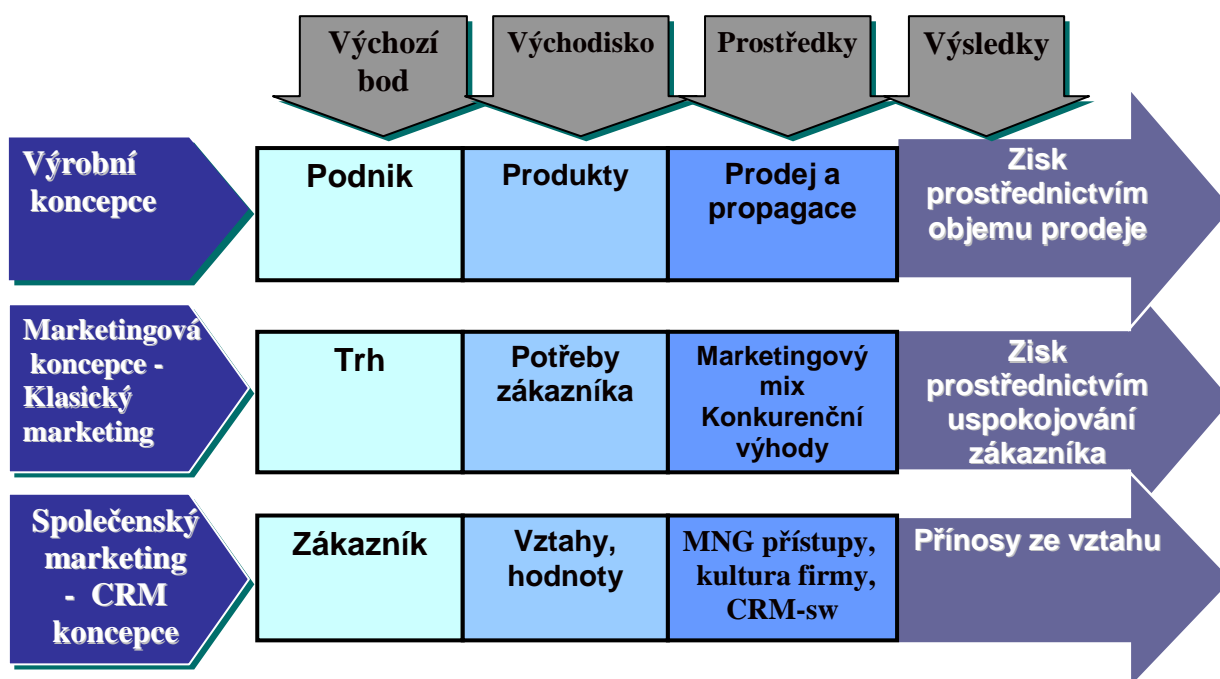 Výchozí
bod
Východisko
Prostředky
Výsledky
Výrobní
koncepce
Podnik
Produkty
Prodej a
propagace
Zisk
prostřednictvím
objemu prodeje
Marketingová
koncepce -
Klasický
marketing
Trh
Potřeby
zákazníka
Marketingový
mix
Konkurenční
výhody
Zisk
prostřednictvím
uspokojování
zákazníka
Společenský
marketing
- CRM
koncepce
Zákazník
Vztahy,
hodnoty
MNG přístupy,
kultura firmy,
CRM-sw
Přínosy ze vztahu